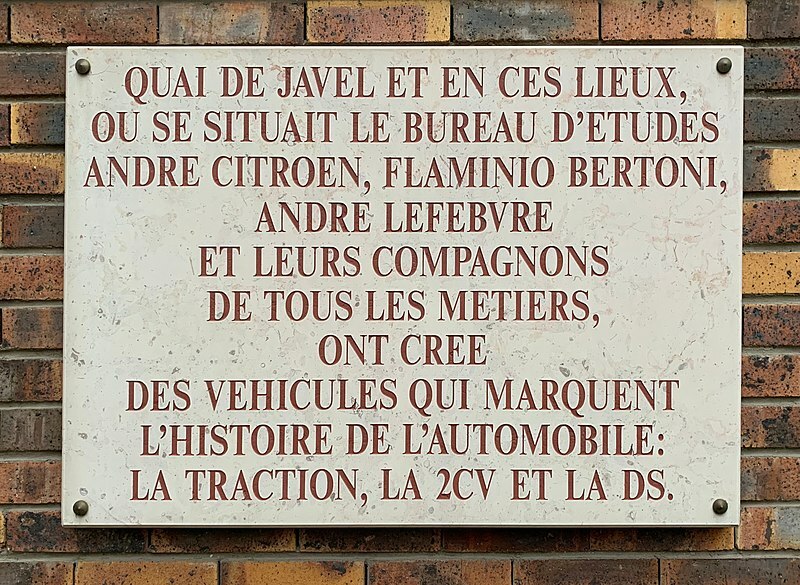 QUAI DE JAVEL ET EN CES LIEUX,
OU SE SITUAIT LE BUREAU D'ETUDES
ANDRE CITROEN, FLAMINIO BERTONI,
ANDRE LEFEBVRE
ET LEURS COMPAGNONS
DE TOUS LES METIERS,
ONT CREE
DES VEHICULES QUI MARQUENT
L'HISTOIRE DE L'AUTOMOBILE:
LA TRACTION, LA 2CV ET LA DS.